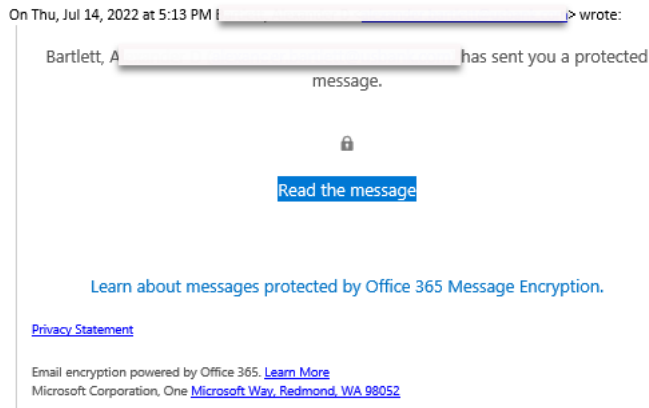 On Thu, Jul 14, 2022 at 5:13 PM > wrote:
Bartlett, A has sent you a protected
message.
Read the message
Learn about messages protected by Office 365 Message Encryption.
Privacy Statement
Email encryption powered by Office 365. Learn More
Microsoft Corporation, One Microsoft Way, Redmond, WA 98052